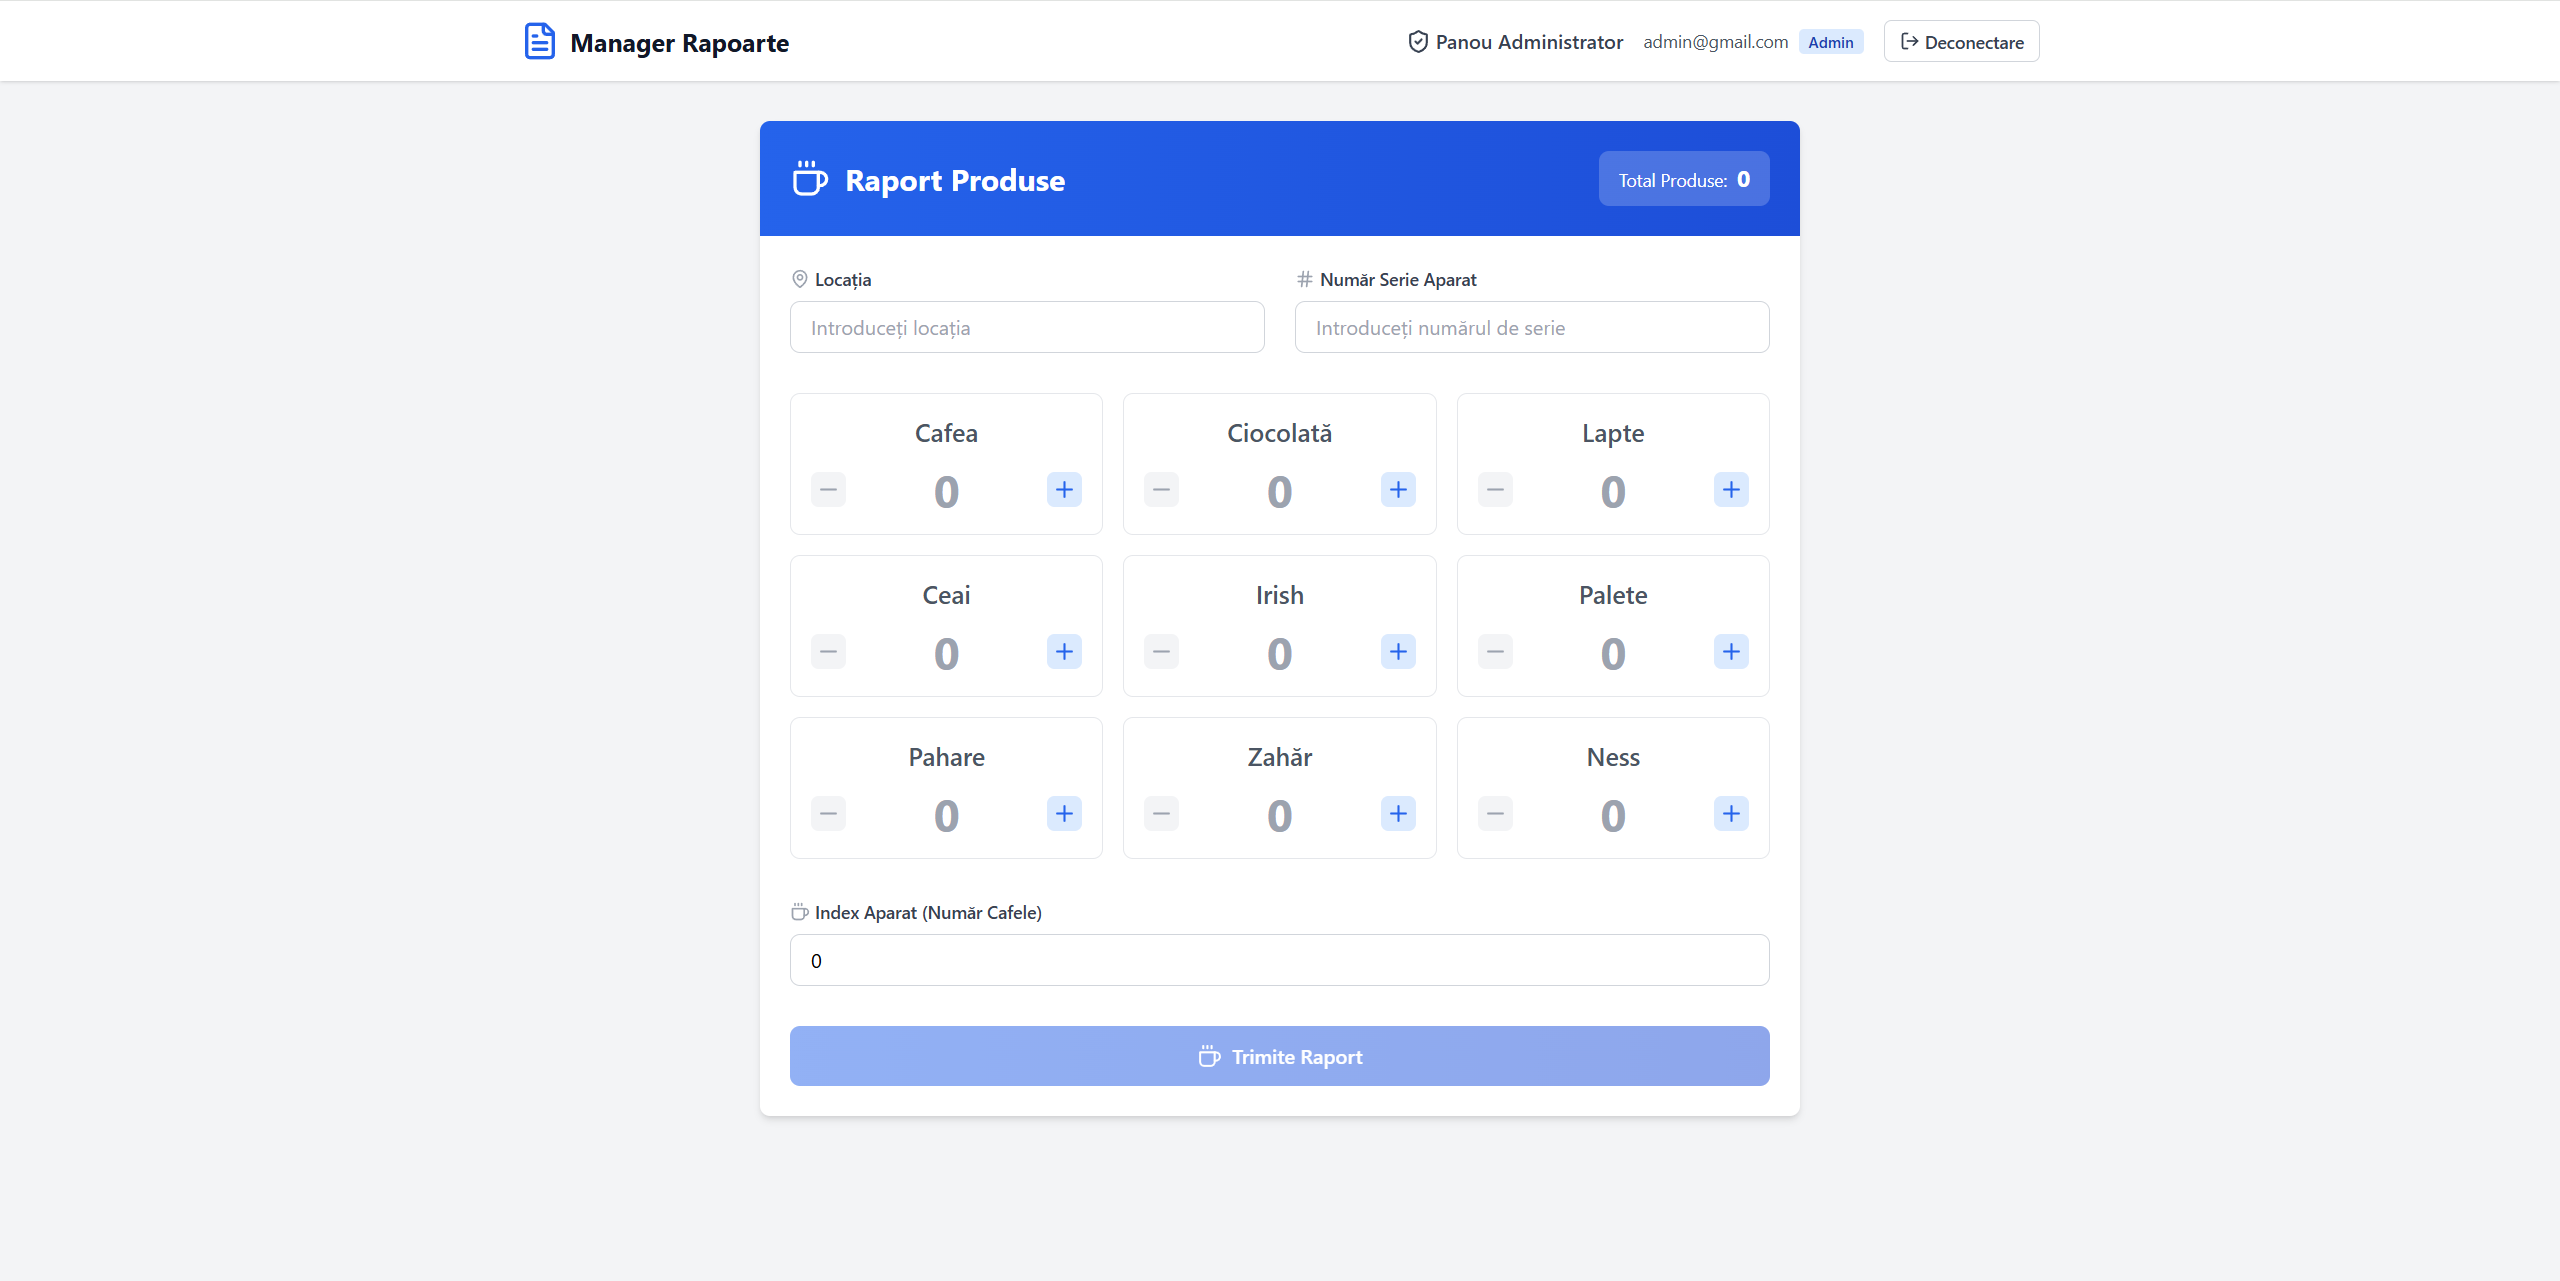 Manager Rapoarte
Panou Administrator admin@gmail.com Admin Deconectare
Raport Produse
Total Produse: 0
Locația
Număr Serie Aparat
Introduceți locația
Introduceți numărul de serie
Cafea
Ciocolată
Lapte
0
0
0
Ceai
Irish
Palete
0
0
0
Pahare
Zahăr
Ness
0
0
0
Index Aparat (Număr Cafele)
0
Trimite Raport